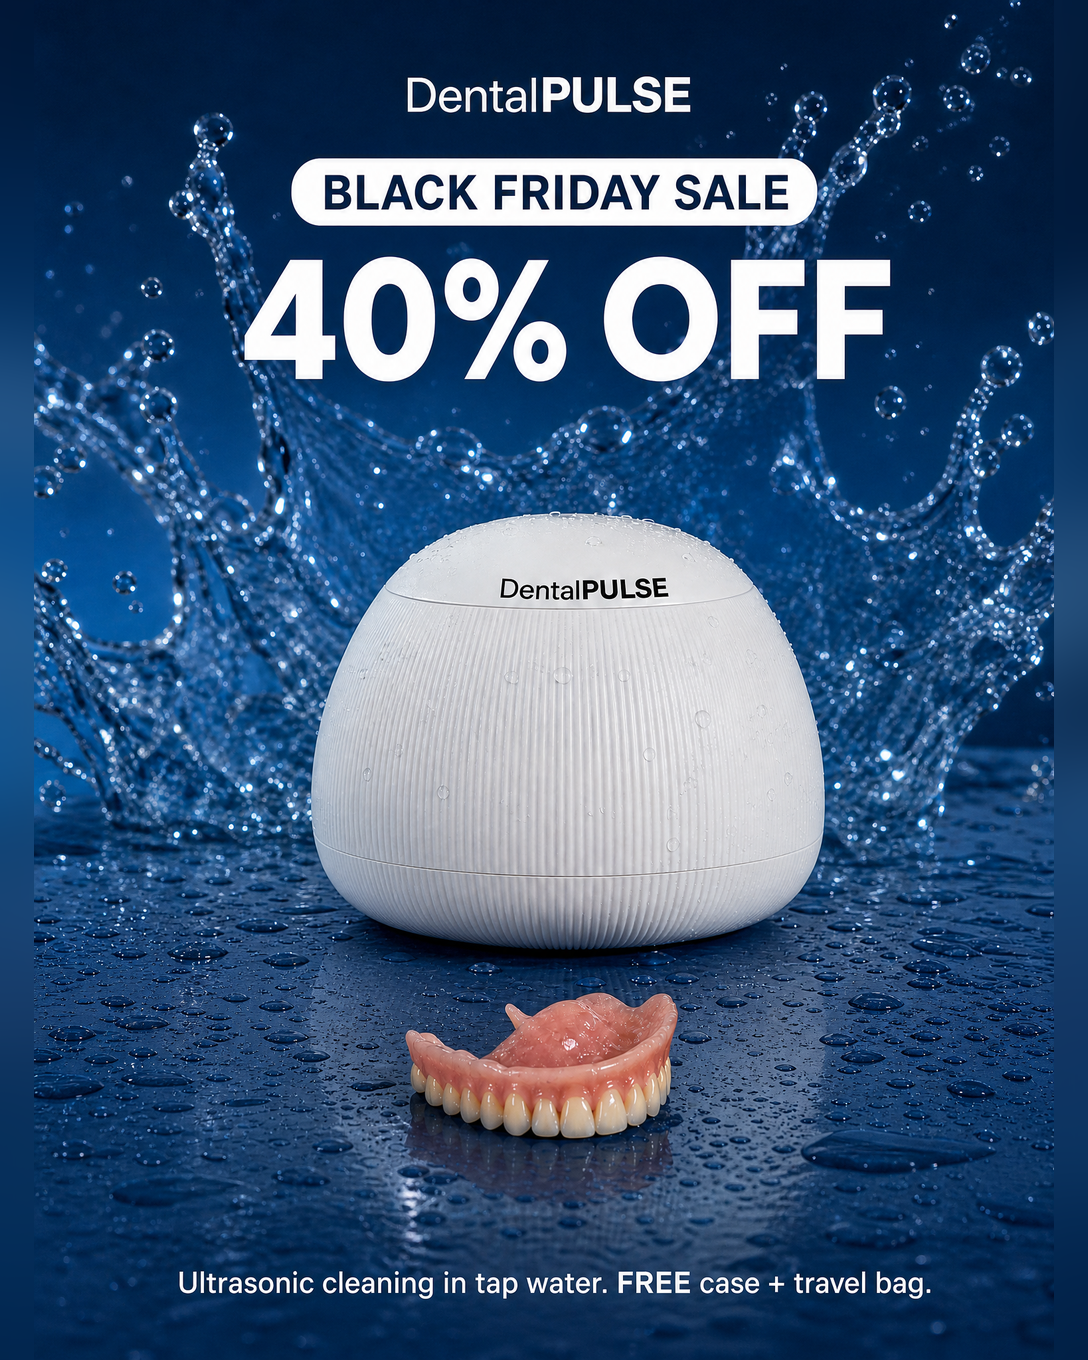 DentalPULSE
BLACK FRIDAY SALE
40% OFF
DentalPULSE
Ultrasonic cleaning in tap water. FREE case + travel bag.